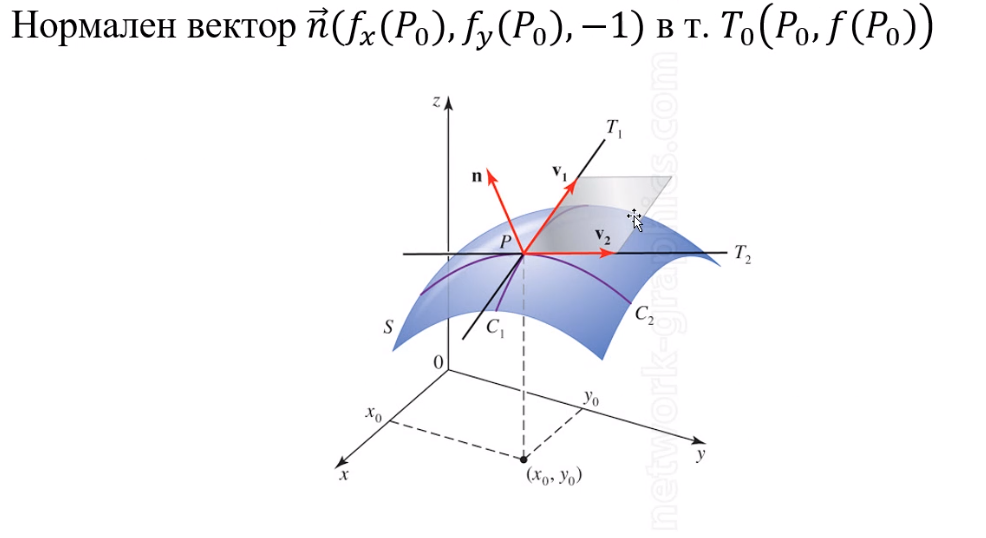 Нормален вектор n⃗(fₓ(P₀), f_y(P₀), −1) в т. T₀(P₀, f(P₀))
z
T₁
n
v₁
P
v₂
T₂
S
C₁
C₂
0
x₀
y₀
x
(x₀, y₀)
y
network-graphics.com